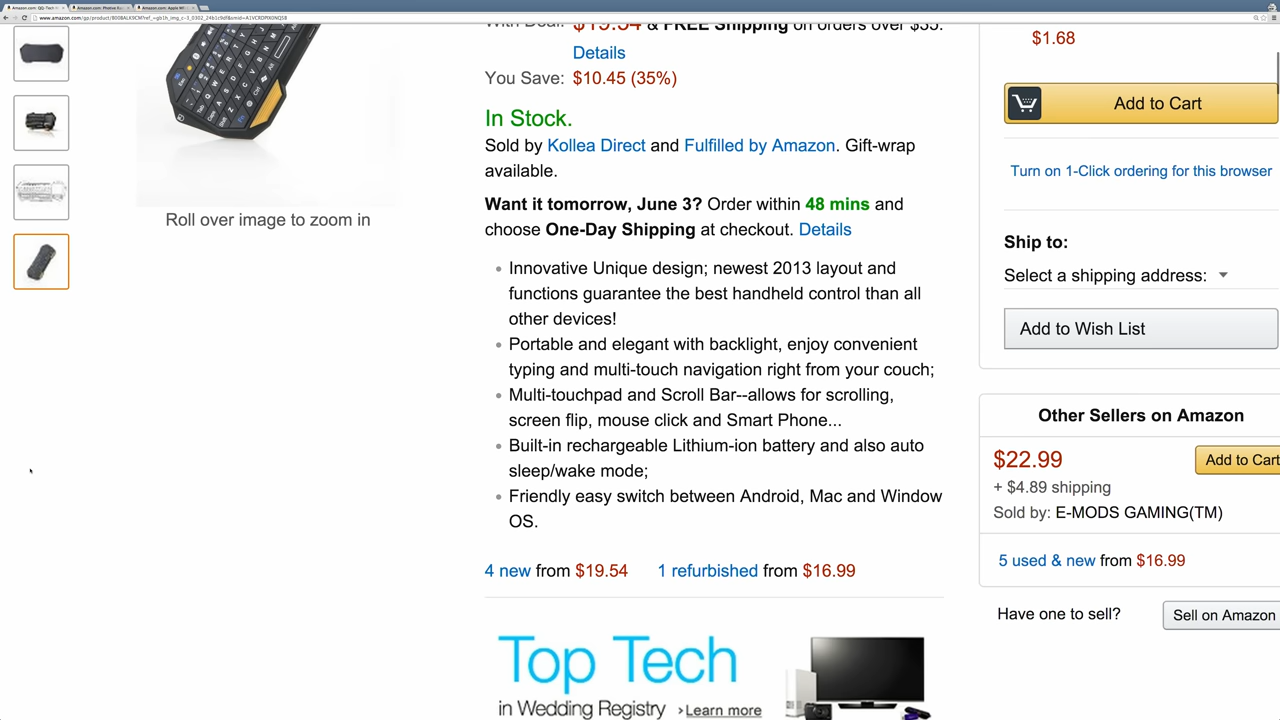 Amazon.com: QQ-Tech
Amazon.com: Photive
Amazon.com: Apple
With Deal: $19.54 & FREE Shipping on orders over $35.
Details
You Save: $10.45 (35%)
In Stock.
Sold by Kollea Direct and Fulfilled by Amazon. Gift-wrap
available.
Want it tomorrow, June 3? Order within 48 mins and
choose One-Day Shipping at checkout. Details
Roll over image to zoom in
Innovative Unique design; newest 2013 layout and
functions guarantee the best handheld control than all
other devices!
Portable and elegant with backlight, enjoy convenient
typing and multi-touch navigation right from your couch;
Multi-touchpad and Scroll Bar--allows for scrolling,
screen flip, mouse click and Smart Phone...
Built-in rechargeable Lithium-ion battery and also auto
sleep/wake mode;
Friendly easy switch between Android, Mac and Window
OS.
4 new from $19.54 1 refurbished from $16.99
Top Tech
in Wedding Registry › Learn more
$1.68
Add to Cart
Turn on 1-Click ordering for this browser
Ship to:
Select a shipping address:
Add to Wish List
Other Sellers on Amazon
$22.99 Add to Cart
+ $4.89 shipping
Sold by: E-MODS GAMING(TM)
5 used & new from $16.99
Have one to sell? Sell on Amazon